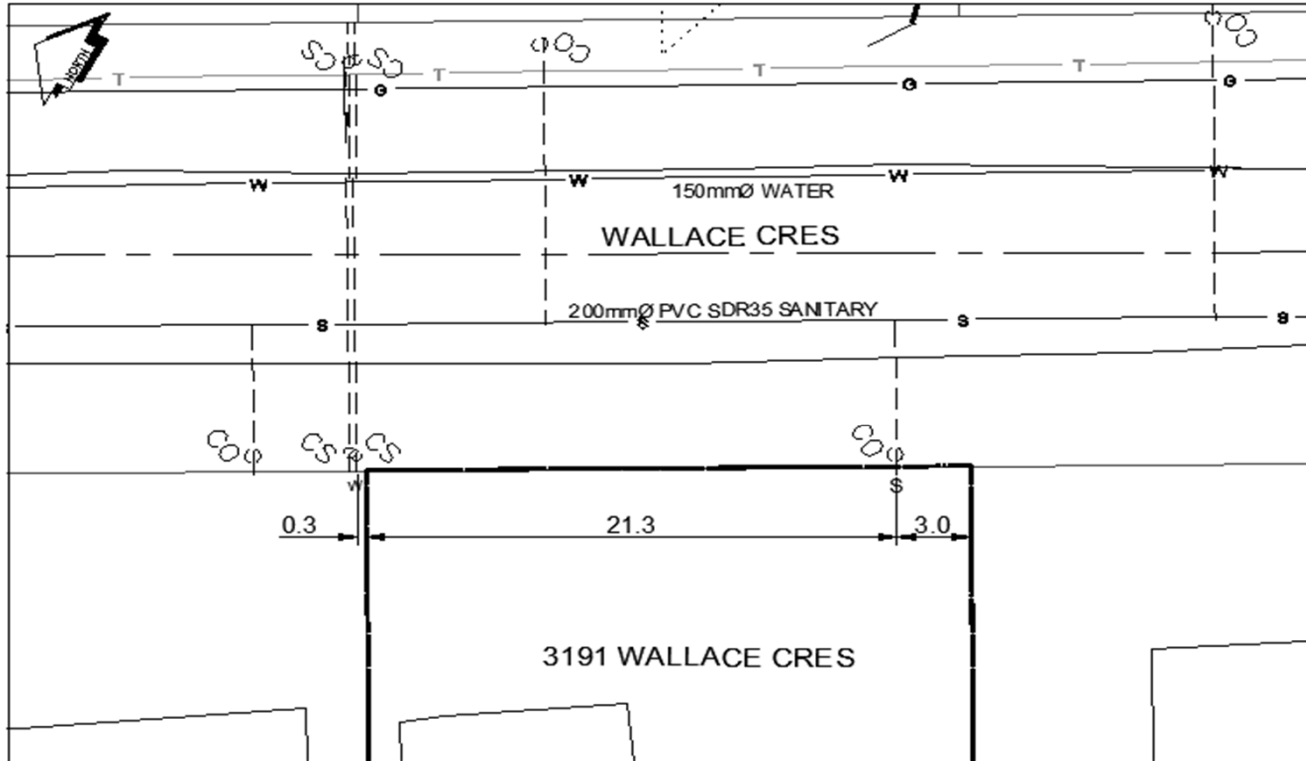 CO
NORTH
CS CS
CO
T T T T
G G G
W W W W
150mmØ WATER
WALLACE CRES
200mmØ PVC SDR35 SANITARY
S S S S
CO CS CS CO
W S
0.3 21.3 3.0
3191 WALLACE CRES